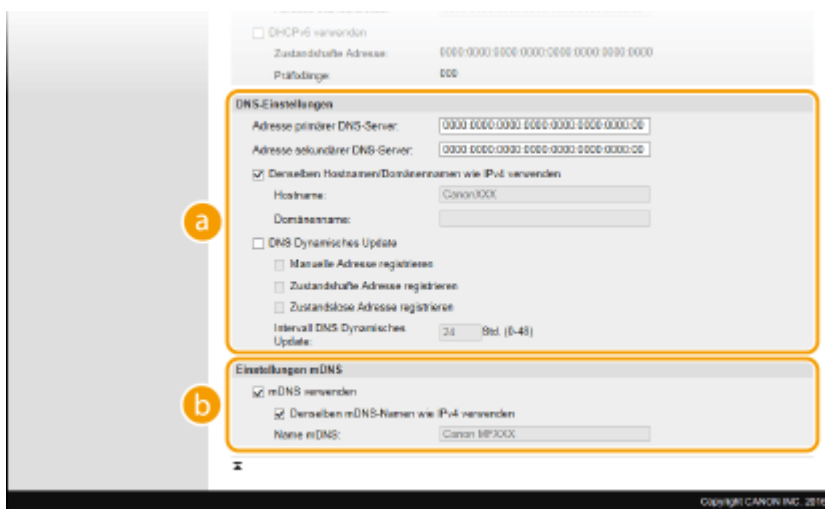 DHCPv6 verwenden
Zustandshafte Adresse: 0000:0000:0000:0000:0000:0000:0000:0000
Präfixlänge: 000
DNS-Einstellungen
Adresse primärer DNS-Server: 0000:0000:0000:0000:0000:0000:0000:00
Adresse sekundärer DNS-Server: 0000:0000:0000:0000:0000:0000:0000:00
Denselben Hostnamen/Domänennamen wie IPv4 verwenden
Hostname: CanonXXX
Domänenname:
a
DNS Dynamisches Update
Manuelle Adresse registrieren
Zustandshafte Adresse registrieren
Zustandslose Adresse registrieren
Intervall DNS Dynamisches
Update: 24 Std. (0-48)
Einstellungen mDNS
mDNS verwenden
b
Denselben mDNS-Namen wie IPv4 verwenden
Name mDNS: Canon MFXXX
Copyright CANON INC. 2016